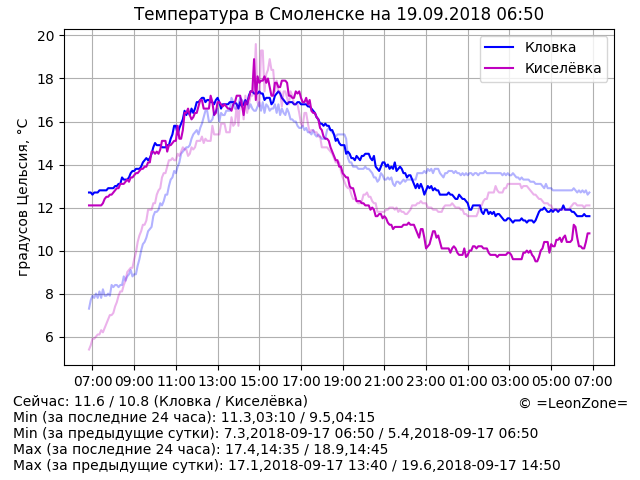 Температура в Смоленске на 19.09.2018 06:50
Кловка
Киселёвка
градусов Цельсия, °C
20
18
16
14
12
10
8
6
07:00 09:00 11:00 13:00 15:00 17:00 19:00 21:00 23:00 01:00 03:00 05:00 07:00
Сейчас: 11.6 / 10.8 (Кловка / Киселёвка)
© =LeonZone=
Min (за последние 24 часа): 11.3,03:10 / 9.5,04:15
Min (за предыдущие сутки): 7.3,2018-09-17 06:50 / 5.4,2018-09-17 06:50
Max (за последние 24 часа): 17.4,14:35 / 18.9,14:45
Max (за предыдущие сутки): 17.1,2018-09-17 13:40 / 19.6,2018-09-17 14:50